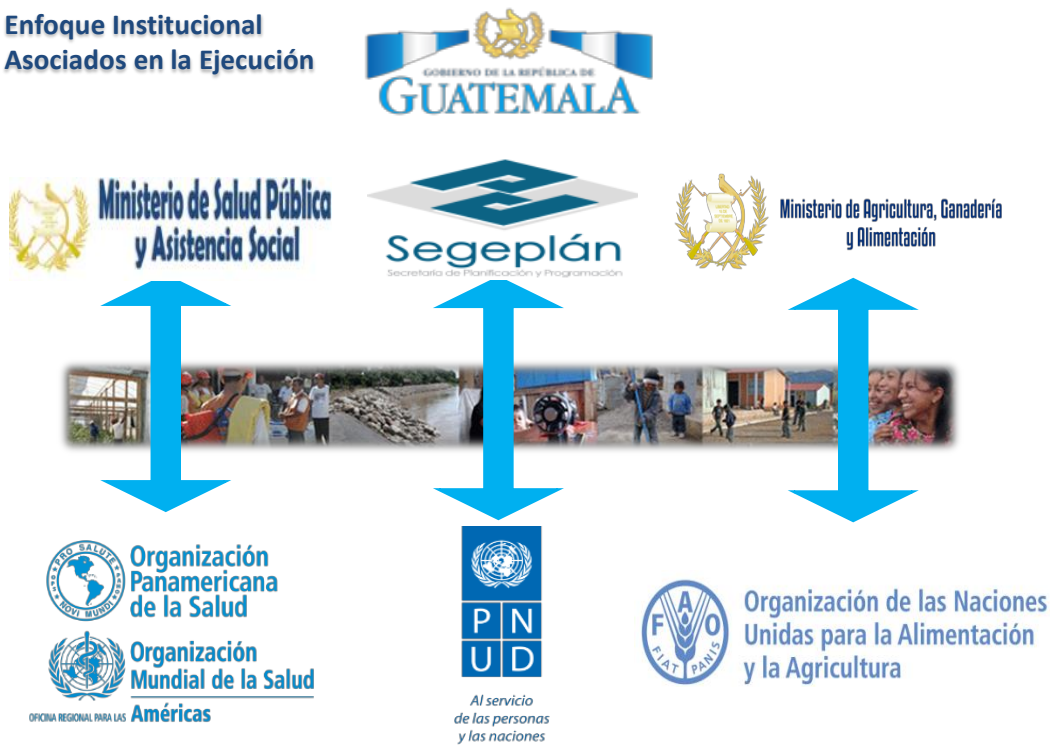 Enfoque Institucional
Asociados en la Ejecución
GOBIERNO DE LA REPÚBLICA DE
GUATEMALA
Ministerio de Salud Pública
y Asistencia Social
Segeplán
Secretaría de Planificación y Programación
Ministerio de Agricultura, Ganadería
y Alimentación
PRO SALUTE
NOVI MUNDI
Organización
Panamericana
de la Salud
Organización
Mundial de la Salud
OFICINA REGIONAL PARA LAS Américas
P N
U D
Al servicio
de las personas
y las naciones
F A O
FIAT PANIS
Organización de las Naciones
Unidas para la Alimentación
y la Agricultura